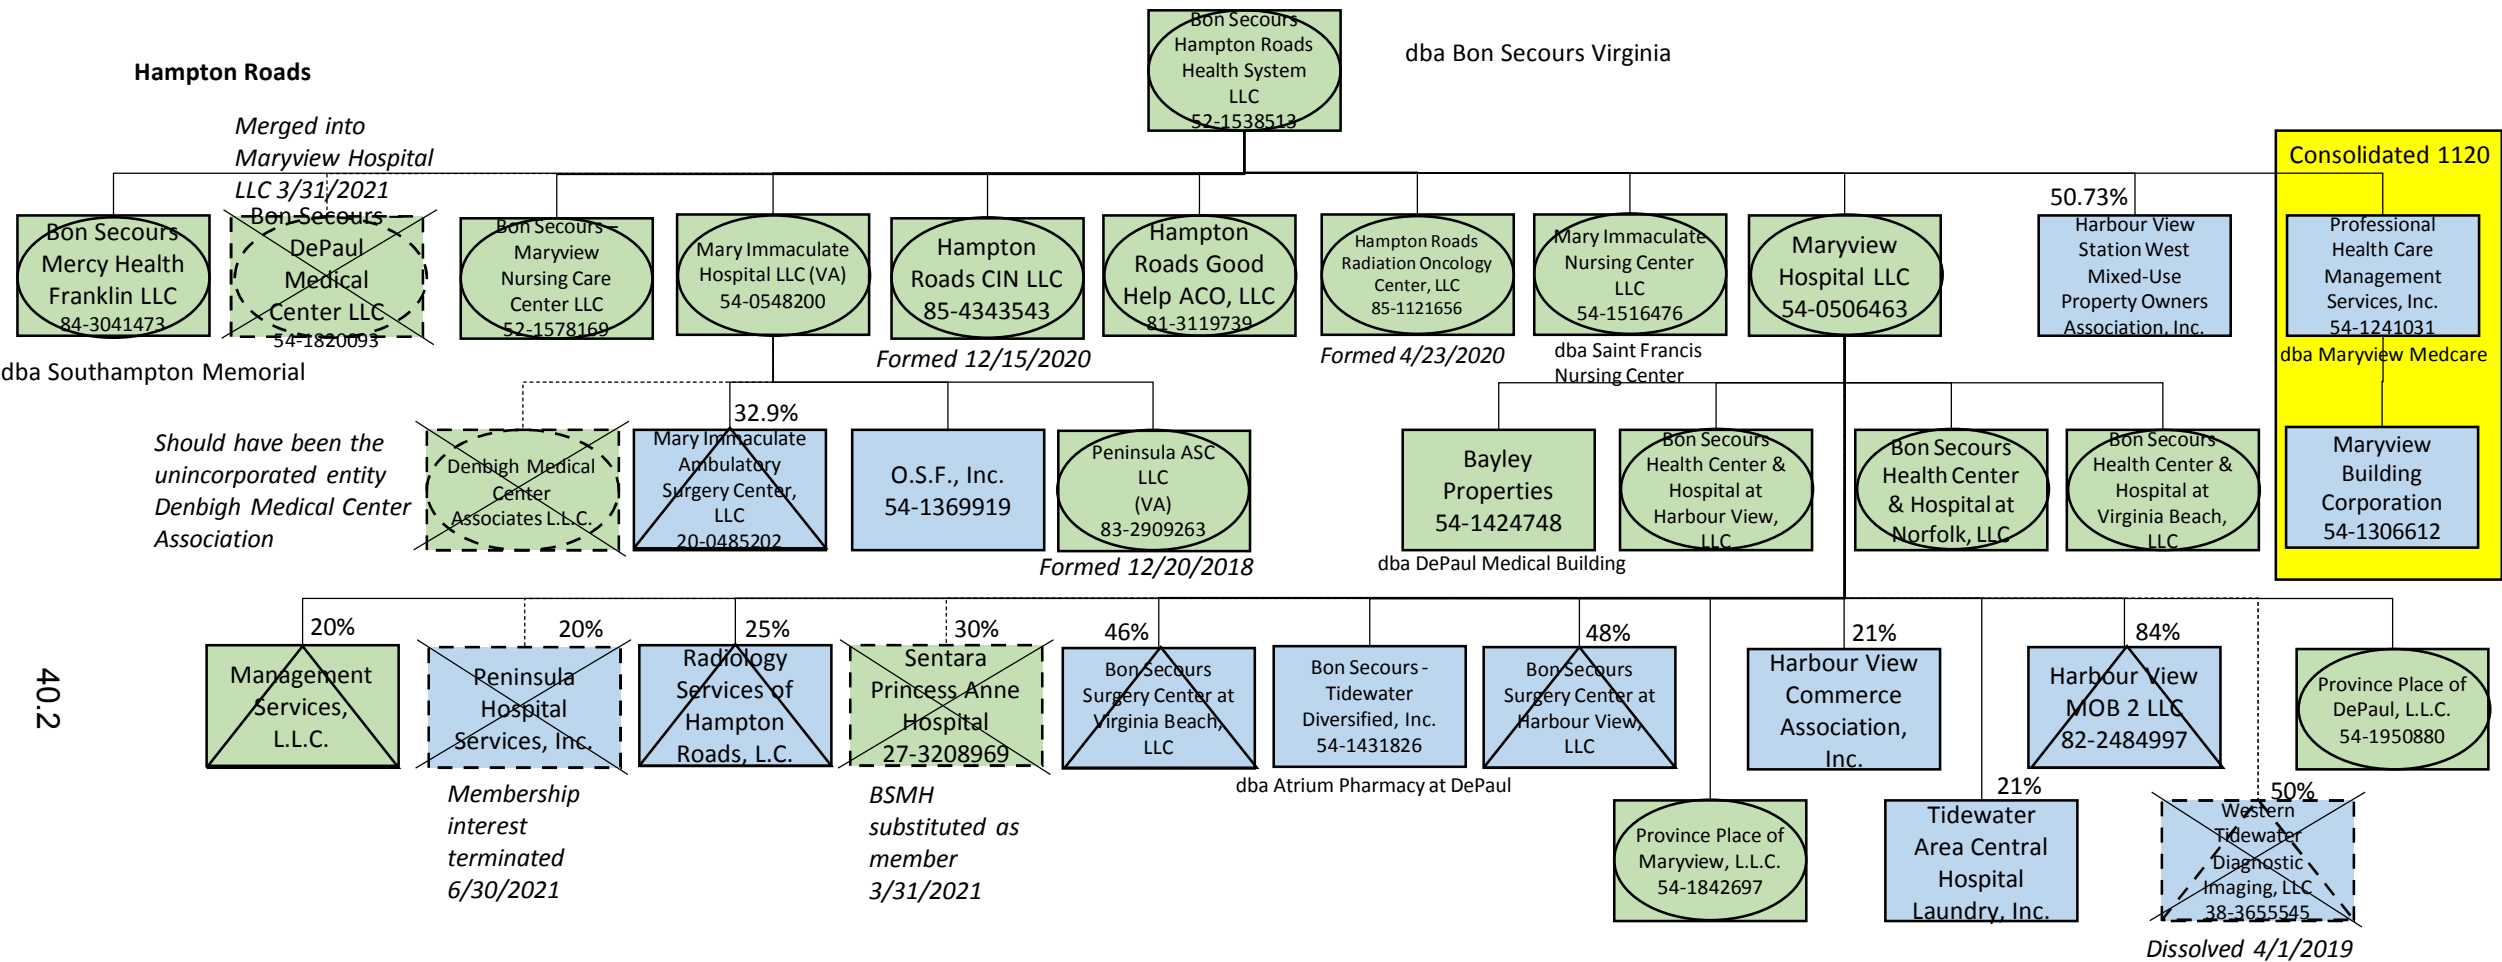 Bon Secours
Hampton Roads
Health System
LLC
52-1538513
dba Bon Secours Virginia
Hampton Roads
Merged into
Maryview Hospital
LLC 3/31/2021
Consolidated 1120
50.73%
Bon Secours
Mercy Health
Franklin LLC
84-3041473
dba Southampton Memorial
Bon Secours –
DePaul
Medical
Center LLC
54-1820093
Bon Secours –
Maryview
Nursing Care
Center LLC
52-1578169
Mary Immaculate
Hospital LLC (VA)
54-0548200
Hampton
Roads CIN LLC
85-4343543
Formed 12/15/2020
Hampton
Roads Good
Help ACO, LLC
81-3119739
Hampton Roads
Radiation Oncology
Center, LLC
85-1121656
Formed 4/23/2020
Mary Immaculate
Nursing Center
LLC
54-1516476
dba Saint Francis
Nursing Center
Maryview
Hospital LLC
54-0506463
Harbour View
Station West
Mixed-Use
Property Owners
Association, Inc.
Professional
Health Care
Management
Services, Inc.
54-1241031
dba Maryview Medcare
Should have been the
unincorporated entity
Denbigh Medical Center
Association
Denbigh Medical
Center
Associates L.L.C.
32.9%
Mary Immaculate
Ambulatory
Surgery Center,
LLC
20-0485202
O.S.F., Inc.
54-1369919
Peninsula ASC
LLC
(VA)
83-2909263
Formed 12/20/2018
Bayley
Properties
54-1424748
dba DePaul Medical Building
Bon Secours
Health Center &
Hospital at
Harbour View,
LLC
Bon Secours
Health Center
& Hospital at
Norfolk, LLC
Bon Secours
Health Center &
Hospital at
Virginia Beach,
LLC
Maryview
Building
Corporation
54-1306612
20%
Management
Services,
L.L.C.
20%
Peninsula
Hospital
Services, Inc.
Membership
interest
terminated
6/30/2021
25%
Radiology
Services of
Hampton
Roads, L.C.
30%
Sentara
Princess Anne
Hospital
27-3208969
BSMH
substituted as
member
3/31/2021
46%
Bon Secours
Surgery Center at
Virginia Beach,
LLC
Bon Secours -
Tidewater
Diversified, Inc.
54-1431826
dba Atrium Pharmacy at DePaul
48%
Bon Secours
Surgery Center at
Harbour View,
LLC
Province Place of
Maryview, L.L.C.
54-1842697
21%
Harbour View
Commerce
Association,
Inc.
21%
Tidewater
Area Central
Hospital
Laundry, Inc.
84%
Harbour View
MOB 2 LLC
82-2484997
50%
Western
Tidewater
Diagnostic
Imaging, LLC
38-3655545
Dissolved 4/1/2019
Province Place of
DePaul, L.L.C.
54-1950880
40.2